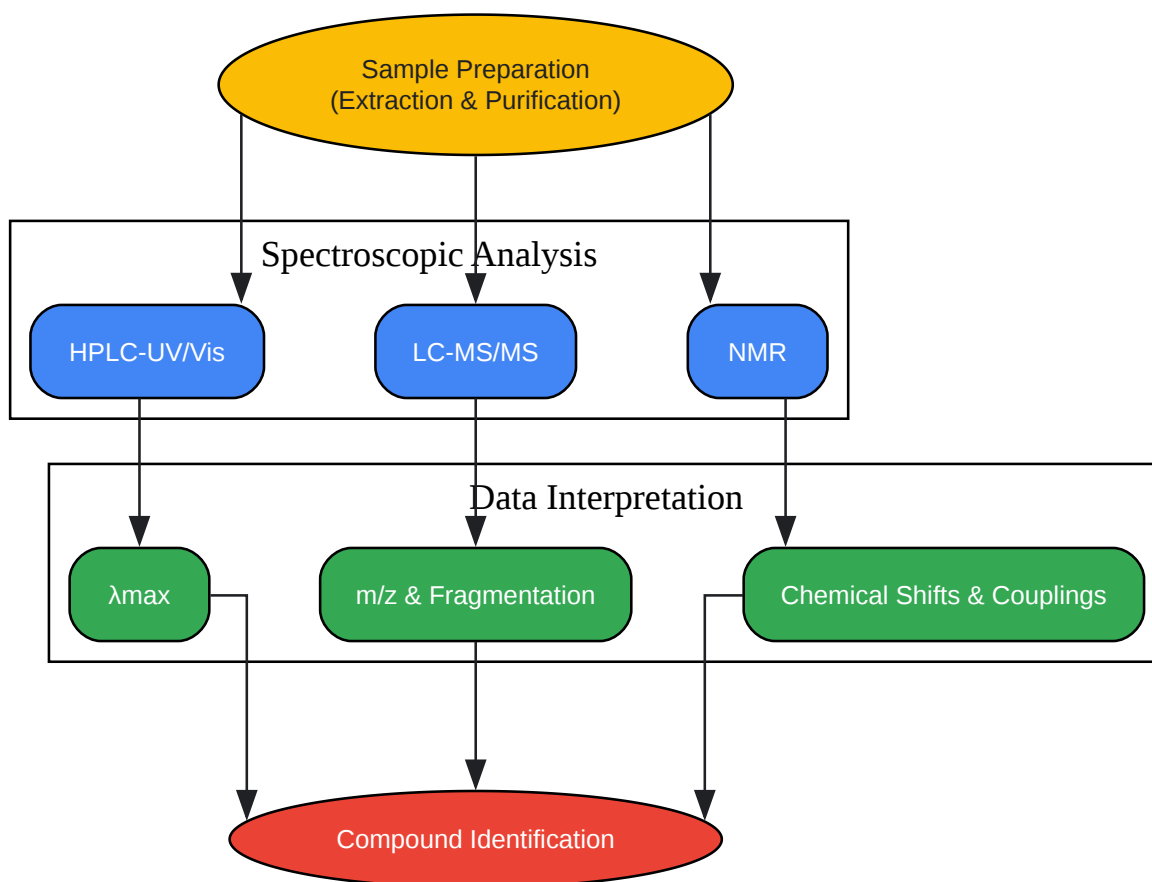 Sample Preparation
(Extraction & Purification)
Spectroscopic Analysis
HPLC-UV/Vis
LC-MS/MS
NMR
Data Interpretation
λmax
m/z & Fragmentation
Chemical Shifts & Couplings
Compound Identification